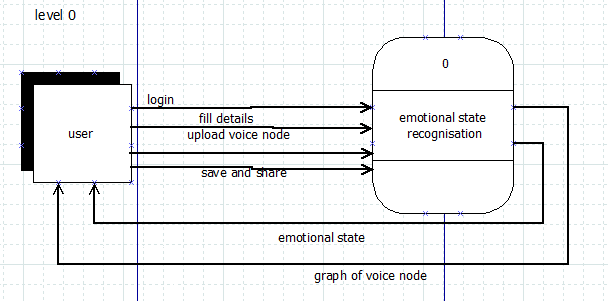 level 0
0
login
fill details
emotional state
recognisation
user
upload voice node
save and share
emotional state
graph of voice node